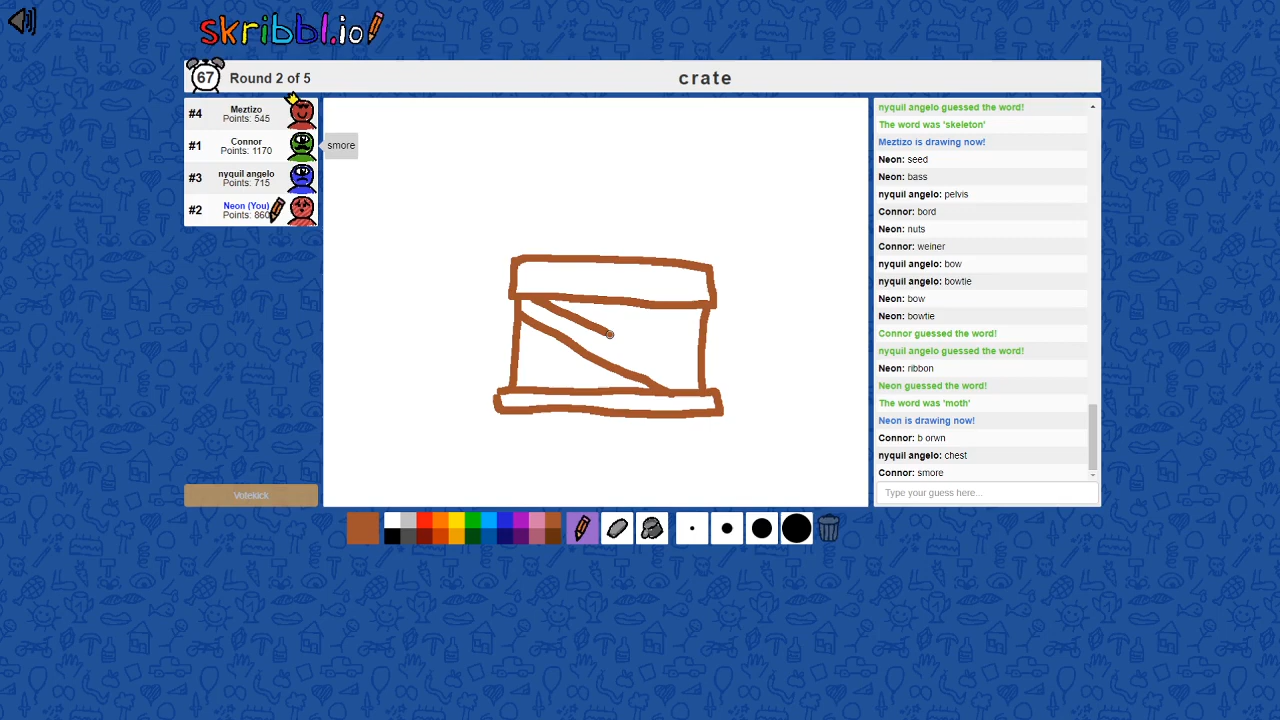 skribbl.io
67
Round 2 of 5
crate
#4
Meztizo
Points: 545
#1
Connor
Points: 1170
smore
#3
nyquil angelo
Points: 715
#2
Neon (You)
Points: 860
Votekick
nyquil angelo guessed the word!
The word was 'skeleton'
Meztizo is drawing now!
Neon: seed
Neon: bass
nyquil angelo: pelvis
Connor: bord
Neon: nuts
Connor: weiner
nyquil angelo: bow
nyquil angelo: bowtie
Neon: bow
Neon: bowtie
Connor guessed the word!
nyquil angelo guessed the word!
Neon: ribbon
Neon guessed the word!
The word was 'moth'
Neon is drawing now!
Connor: b orwn
nyquil angelo: chest
Connor: smore
Type your guess here...